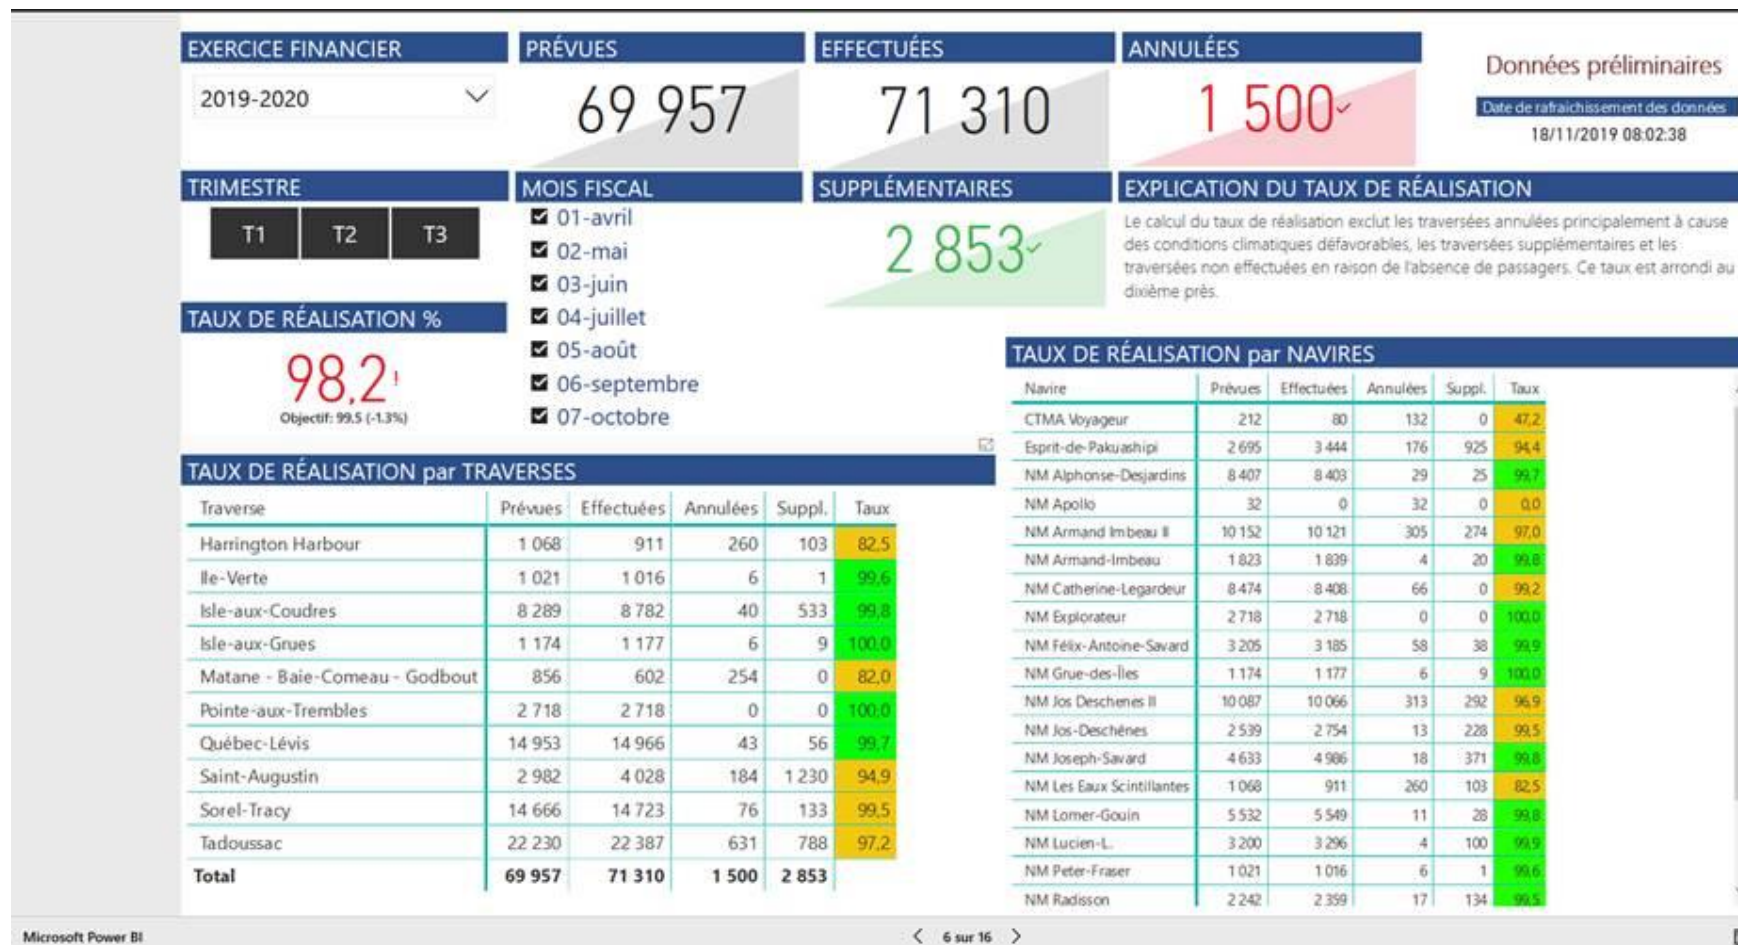 EXERCICE FINANCIER
2019-2020
PRÉVUES
69 957
EFFECTUÉES
71 310
ANNULÉES
1 500
Données préliminaires
Date de rafraichissement des données
18/11/2019 08:02:38
TRIMESTRE
T1 T2 T3
MOIS FISCAL
01-avril
02-mai
03-juin
04-juillet
05-août
06-septembre
07-octobre
SUPPLÉMENTAIRES
2 853
EXPLICATION DU TAUX DE RÉALISATION
Le calcul du taux de réalisation exclut les traversées annulées principalement à cause
des conditions climatiques défavorables, les traversées supplémentaires et les
traversées non effectuées en raison de l'absence de passagers. Ce taux est arrondi au
dixième près.
TAUX DE RÉALISATION %
98,2!
Objectif: 99.5 (-1.3%)
TAUX DE RÉALISATION par TRAVERSES
Traverse Prévues Effectuées Annulées Suppl. Taux
Harrington Harbour 1 068 911 260 103 82,5
Ile-Verte 1 021 1 016 6 1 99,6
Isle-aux-Coudres 8 289 8 782 40 533 99,8
Isle-aux-Grues 1 174 1 177 6 9 100,0
Matane - Baie-Comeau - Godbout 856 602 254 0 82,0
Pointe-aux-Trembles 2 718 2 718 0 0 100,0
Québec-Lévis 14 953 14 966 43 56 99,7
Saint-Augustin 2 982 4 028 184 1 230 94,9
Sorel-Tracy 14 666 14 723 76 133 99,5
Tadoussac 22 230 22 387 631 788 97,2
Total 69 957 71 310 1 500 2 853
TAUX DE RÉALISATION par NAVIRES
Navire Prévues Effectuées Annulées Suppl. Taux
CTMA Voyageur 212 80 132 0 47,2
Esprit-de-Pakuashipi 2 695 3 444 176 925 94,4
NM Alphonse-Desjardins 8 407 8 403 29 25 99,7
NM Apollo 32 0 32 0 0,0
NM Armand Imbeau II 10 152 10 121 305 274 97,0
NM Armand-Imbeau 1 823 1 839 4 20 99,8
NM Catherine-Legardeur 8 474 8 408 66 0 99,2
NM Explorateur 2 718 2 718 0 0 100,0
NM Félix-Antoine-Savard 3 205 3 185 58 38 99,9
NM Grue-des-Îles 1 174 1 177 6 9 100,0
NM Jos Deschenes II 10 087 10 066 313 292 96,9
NM Jos-Deschênes 2 539 2 754 13 228 99,5
NM Joseph-Savard 4 633 4 986 18 371 99,8
NM Les Eaux Scintillantes 1 068 911 260 103 82,5
NM Lomer-Gouin 5 532 5 549 11 28 99,8
NM Lucien-L. 3 200 3 296 4 100 99,9
NM Peter-Fraser 1 021 1 016 6 1 99,6
NM Radisson 2 242 2 359 17 134 99,5
Microsoft Power BI
6 sur 16